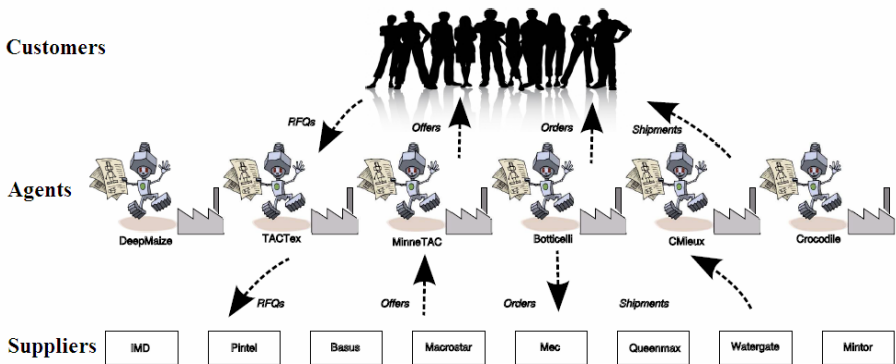 Customers
RFQs
Offers
Orders
Shipments
Agents
DeepMaize
TACTex
MinneTAC
Botticelli
CMieux
Crocodile
RFQs
Offers
Orders
Shipments
Suppliers
IMD
Pintel
Basus
Macrostar
Mec
Queenmax
Watergate
Mintor